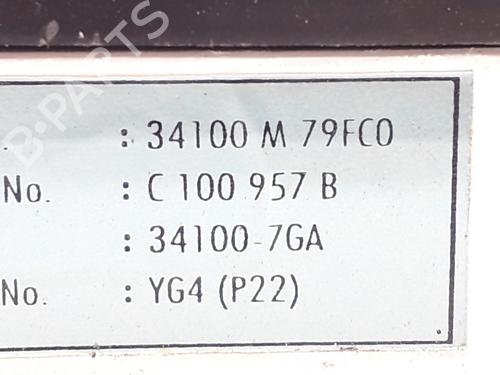 B-PARTS
. : 34100 M 79FC0
No. : C 100 957 B
: 34100-7GA
No. : YG4 (P22)